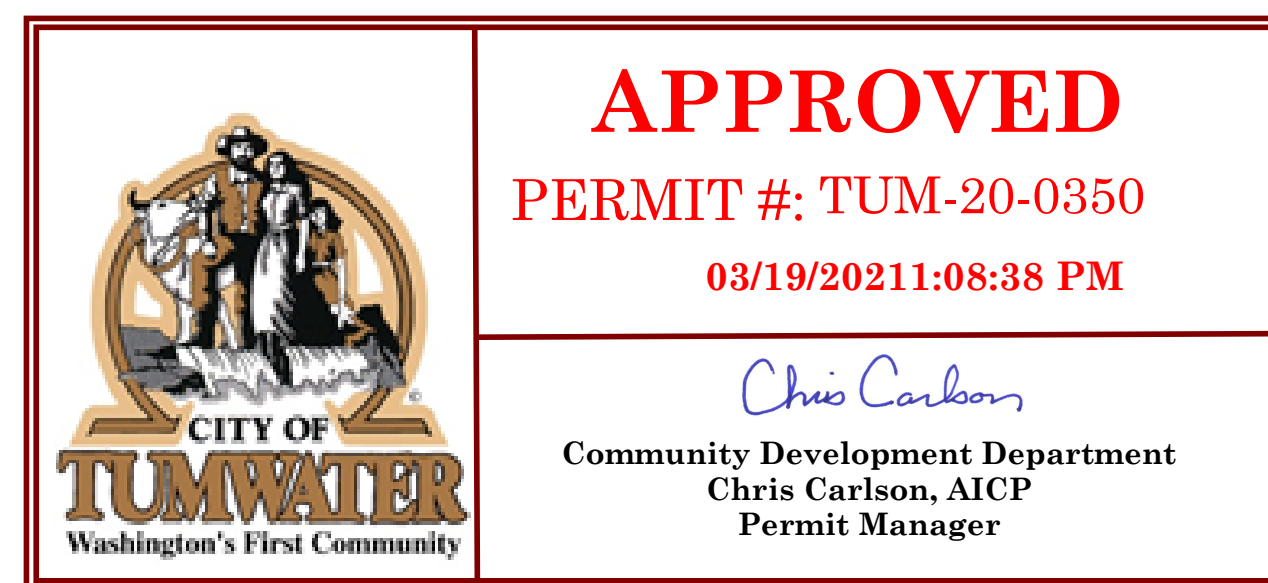 APPROVED
PERMIT #: TUM-20-0350
03/19/20211:08:38 PM
Chris Carlson
Community Development Department
Chris Carlson, AICP
Permit Manager
CITY OF
TUMWATER
Washington's First Community
©